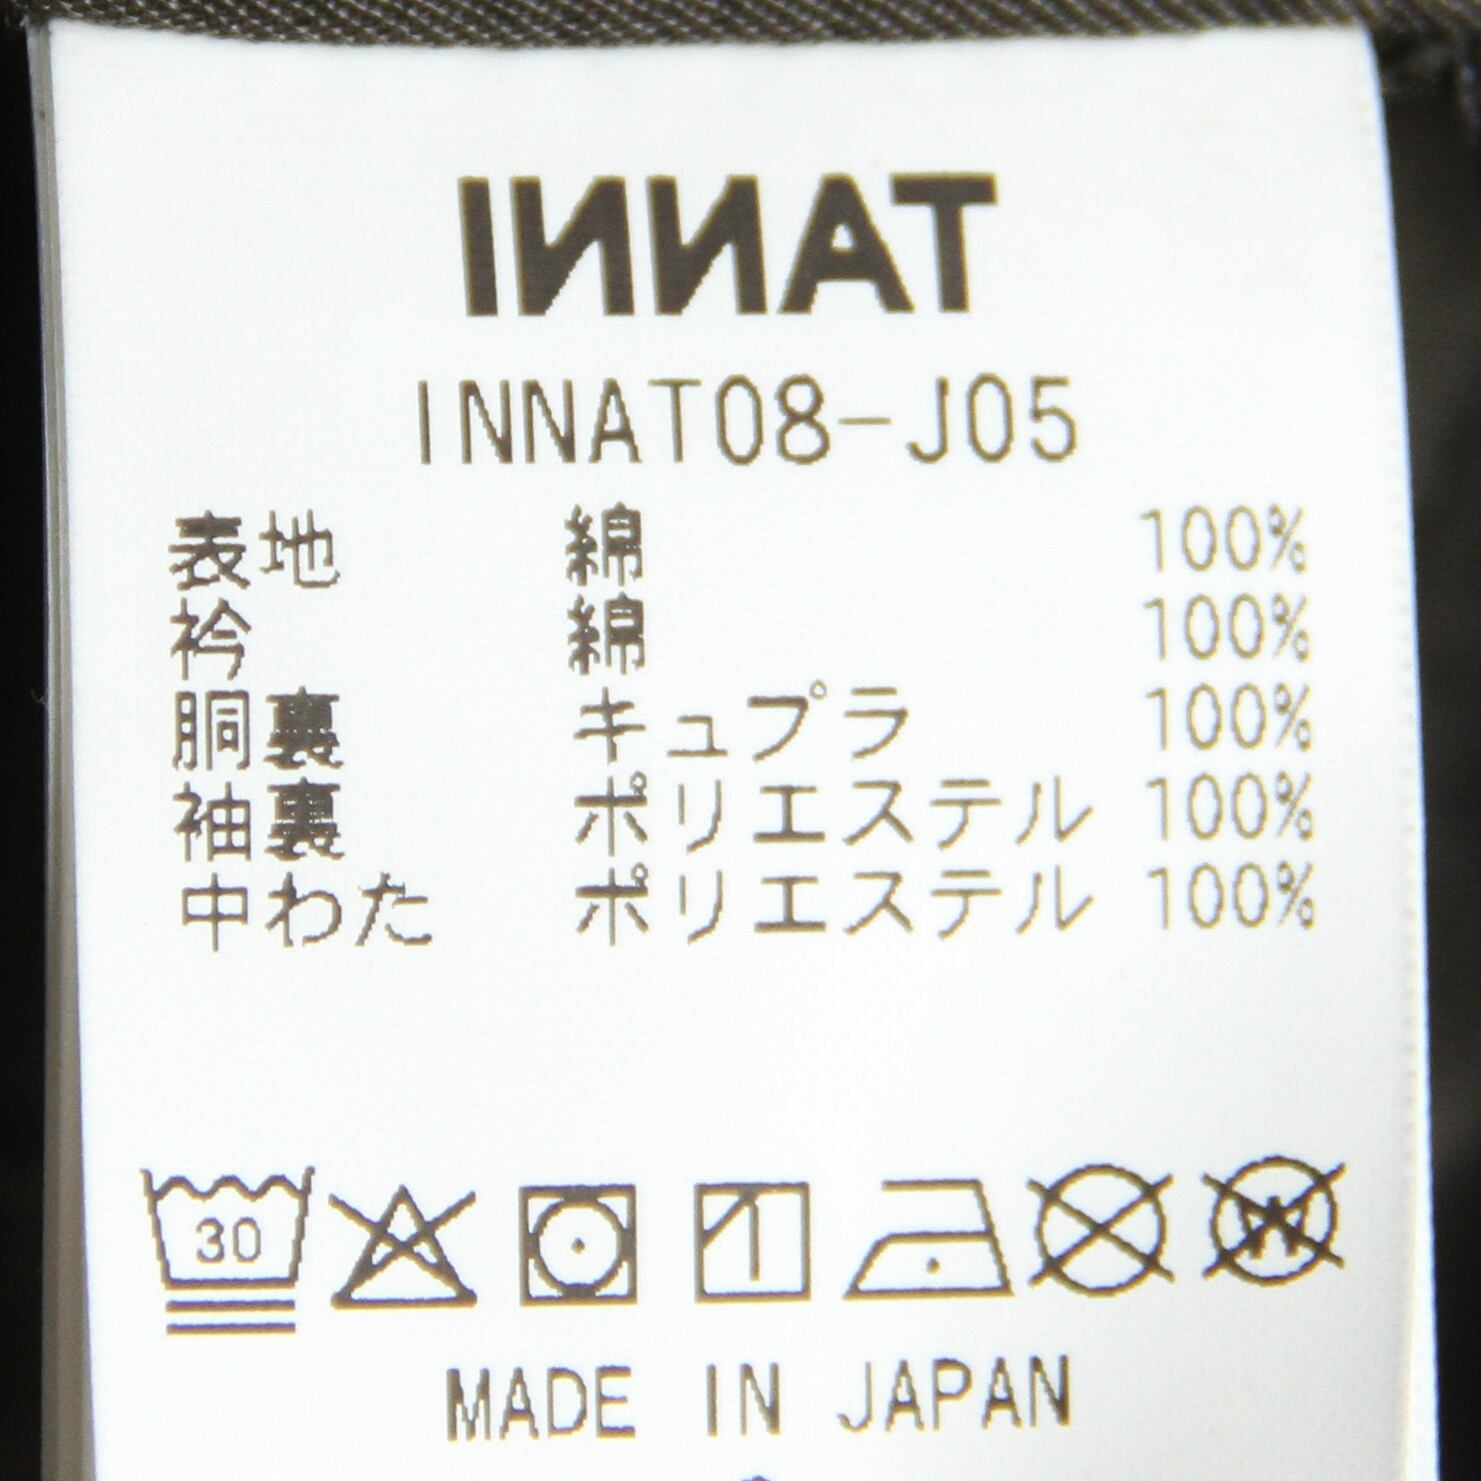 INNAT
INNAT08-J05
表地 綿 100%
衿 綿 100%
胴裏 キュプラ 100%
袖裏 ポリエステル 100%
中わた ポリエステル 100%
30
W
MADE IN JAPAN